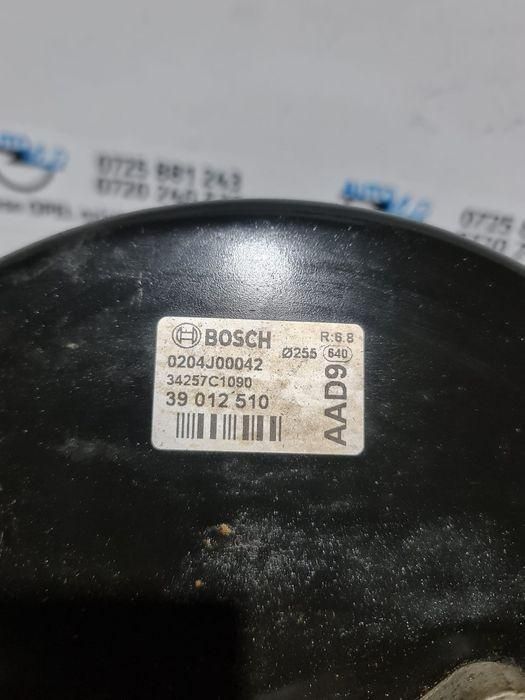 0725 881 243
BOSCH
R:6.8
0204J00042
Ø255 640
34257C1090
39 012 510
AAD9